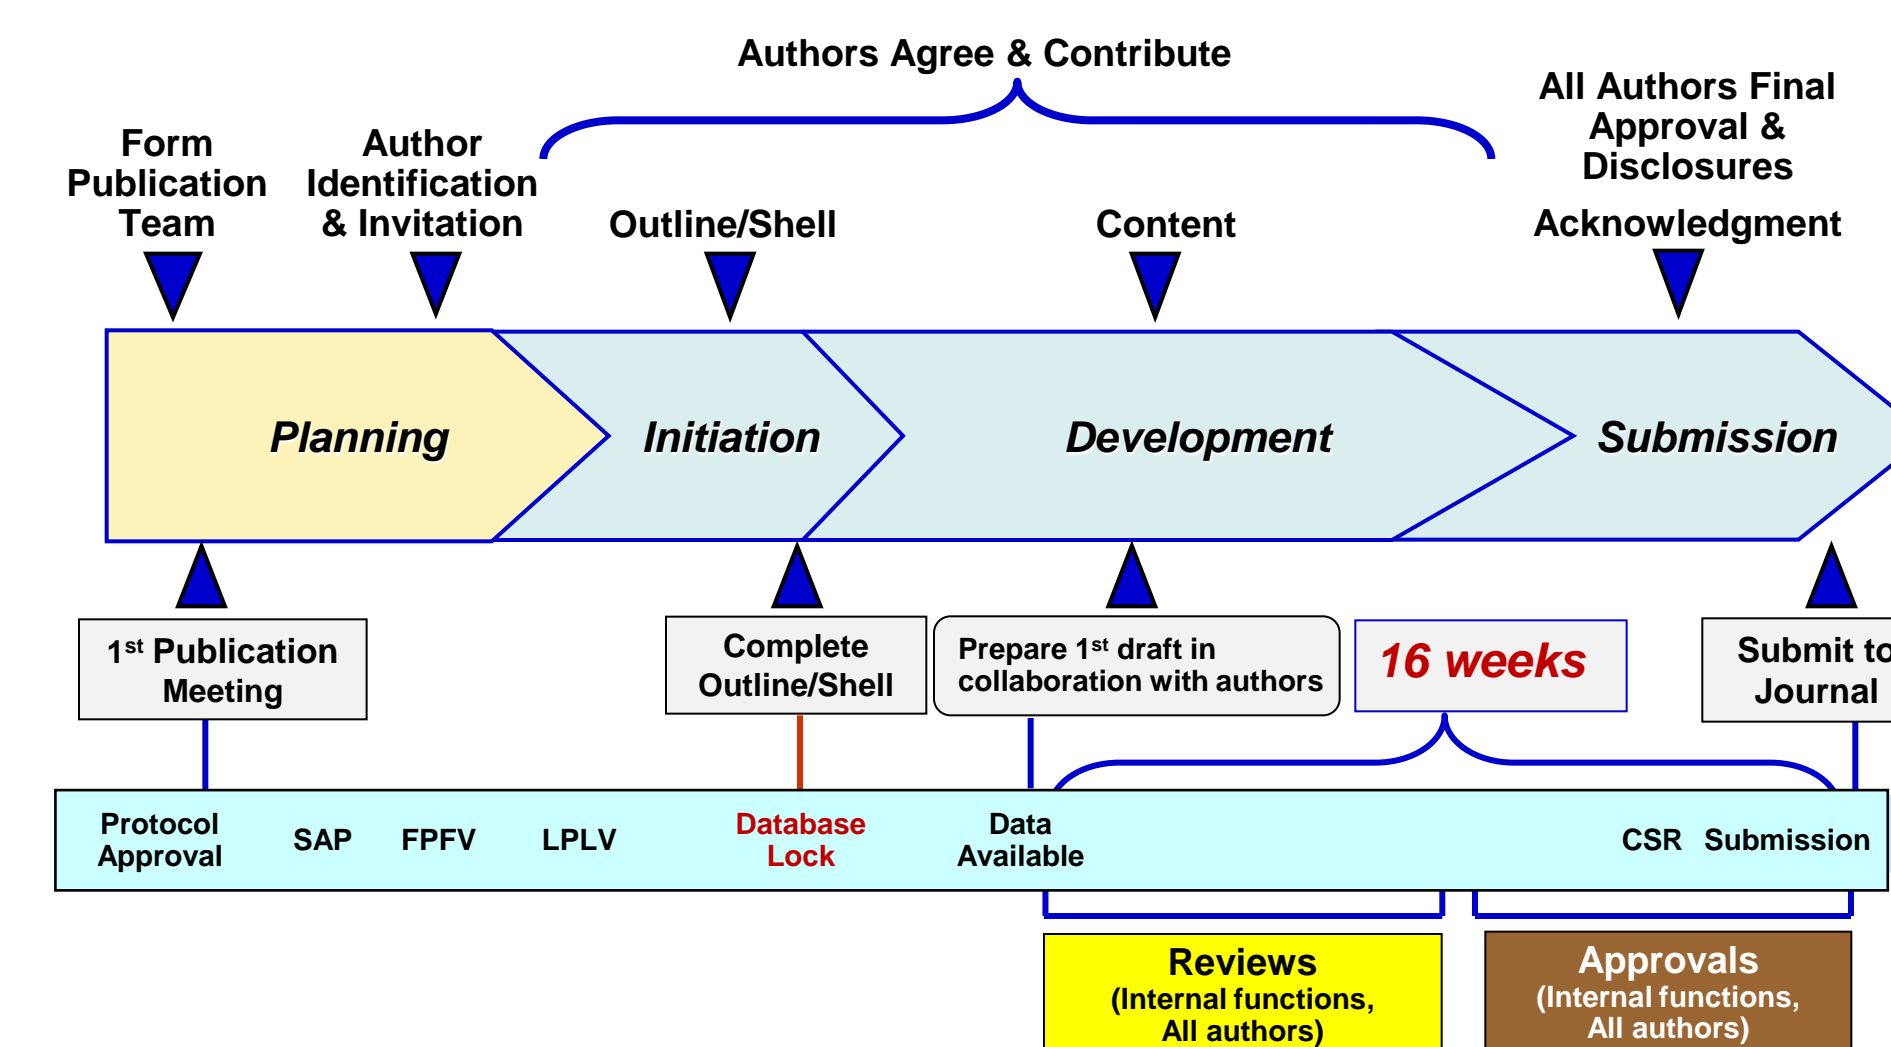 Authors Agree & Contribute
All Authors Final
Approval &
Disclosures
Acknowledgment
Form
Publication
Team
Author
Identification
& Invitation
Outline/Shell
Content
Planning
Initiation
Development
Submission
1st Publication
Meeting
Complete
Outline/Shell
Prepare 1st draft in
collaboration with authors
16 weeks
Submit to
Journal
Protocol
Approval
SAP
FPFV
LPLV
Database
Lock
Data
Available
CSR
Submission
Reviews
(Internal functions,
All authors)
Approvals
(Internal functions,
All authors)